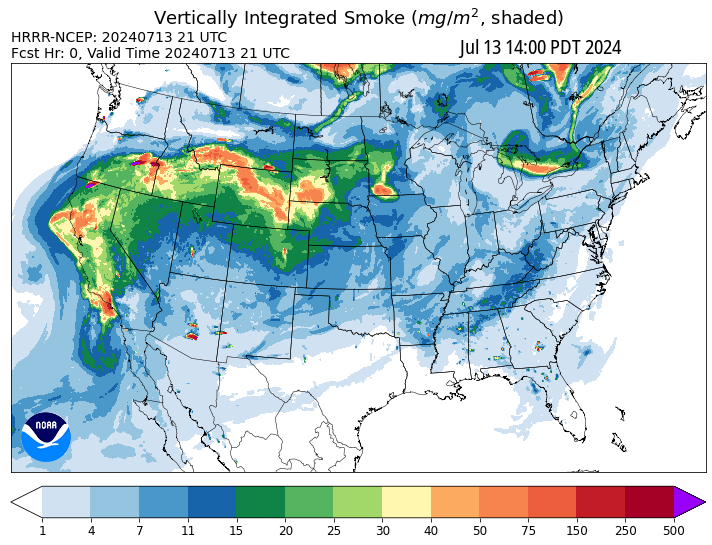 Vertically Integrated Smoke (mg/m², shaded)
HRRR-NCEP: 20240713 21 UTC
Fcst Hr: 0, Valid Time 20240713 21 UTC
Jul 13 14:00 PDT 2024
NOAA
1 4 7 11 15 20 25 30 40 50 75 150 250 500